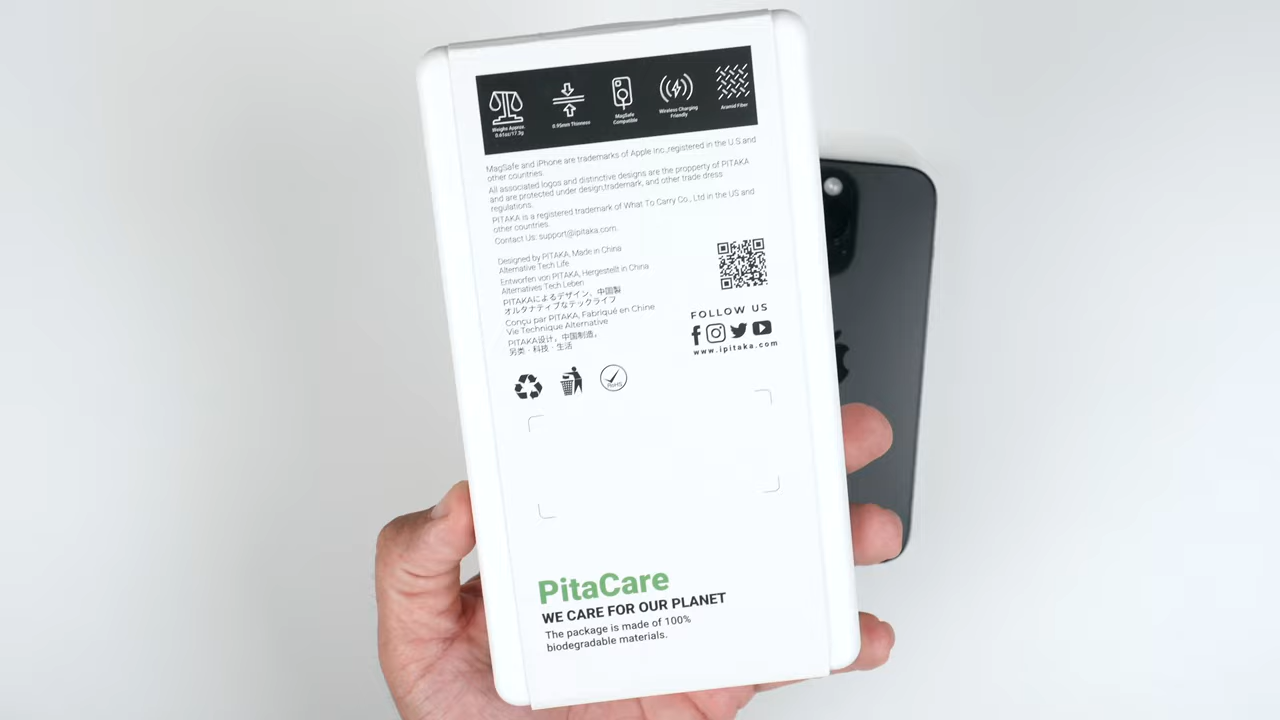 Weighs Approx.
0.61oz/17.3g
0.95mm Thinness
MagSafe
Compatible
Wireless Charging
Friendly
Aramid Fiber
MagSafe and iPhone are trademarks of Apple Inc.,registered in the U.S.and
other countries.
All associated logos and distinctive designs are the propperty of PITAKA
and are protected under design,trademark, and other trade dress
regulations.
PITAKA is a registered trademark of What To Carry Co., Ltd in the US and
other countries.
Contact Us: support@ipitaka.com.
Designed by PITAKA, Made in China
Alternative Tech Life
Entworfen von PITAKA, Hergestellt in China
Alternatives Tech Leben
PITAKAによるデザイン、中国製
オルタナティブなテックライフ
Conçu par PITAKA, Fabriqué en Chine
Vie Technique Alternative
PITAKA设计，中国制造，
另类·科技·生活
FOLLOW US
www.ipitaka.com
RoHS
PitaCare
WE CARE FOR OUR PLANET
The package is made of 100%
biodegradable materials.